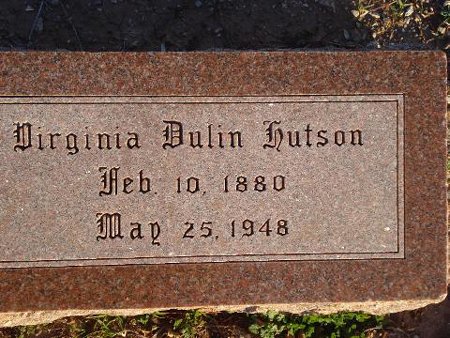 Virginia Dulin Hutson
Feb. 10, 1880
May 25, 1948